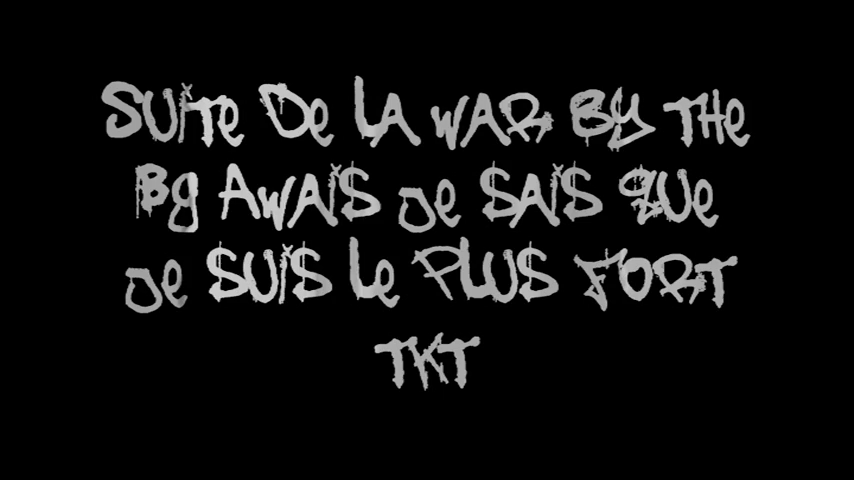 Suite De LA WAR BY THE
Bg AWAiS Je SAiS QUe
Je SUiS Le PLUS FORT
TKT